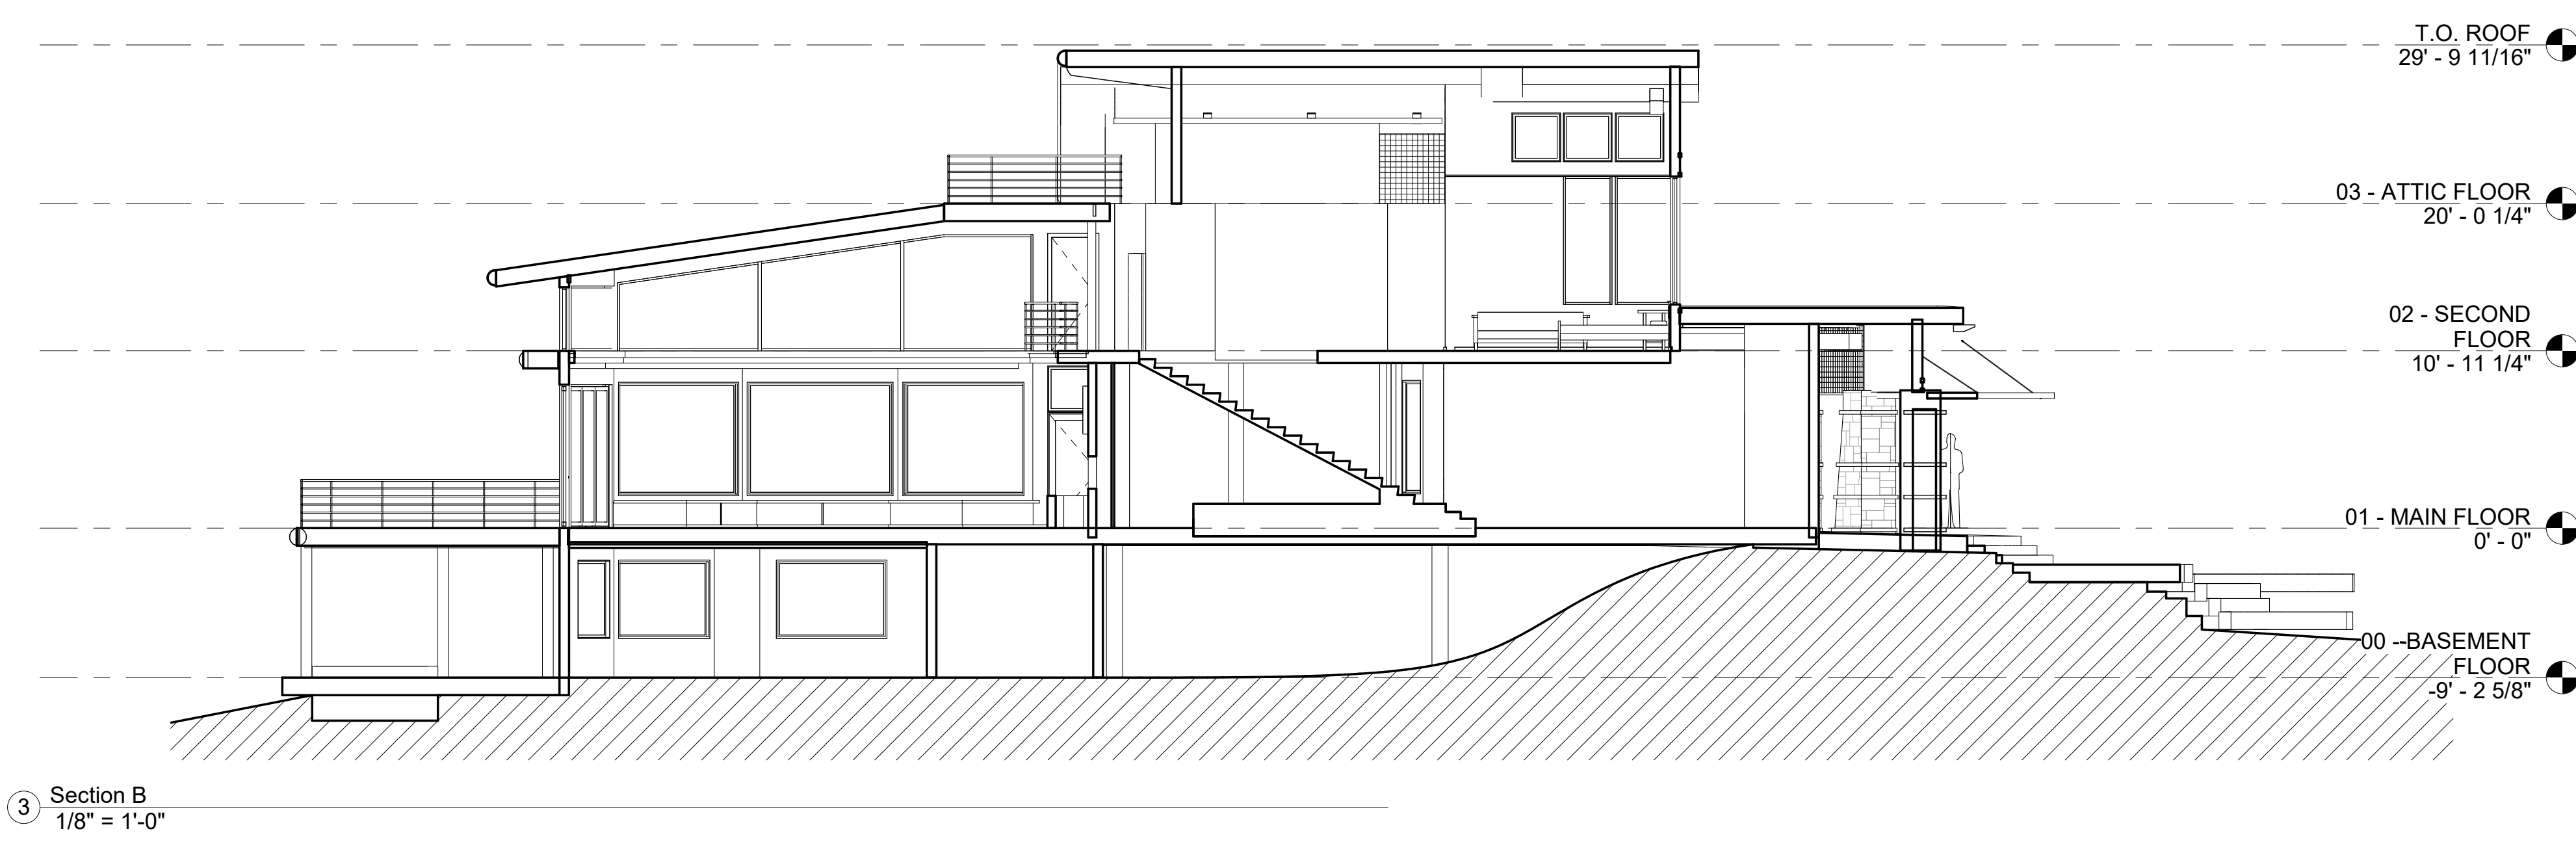 T.O. ROOF
29' - 9 11/16"
03 - ATTIC FLOOR
20' - 0 1/4"
02 - SECOND
FLOOR
10' - 11 1/4"
01 - MAIN FLOOR
0' - 0"
00 - BASEMENT
FLOOR
-9' - 2 5/8"
3
Section B
1/8" = 1'-0"